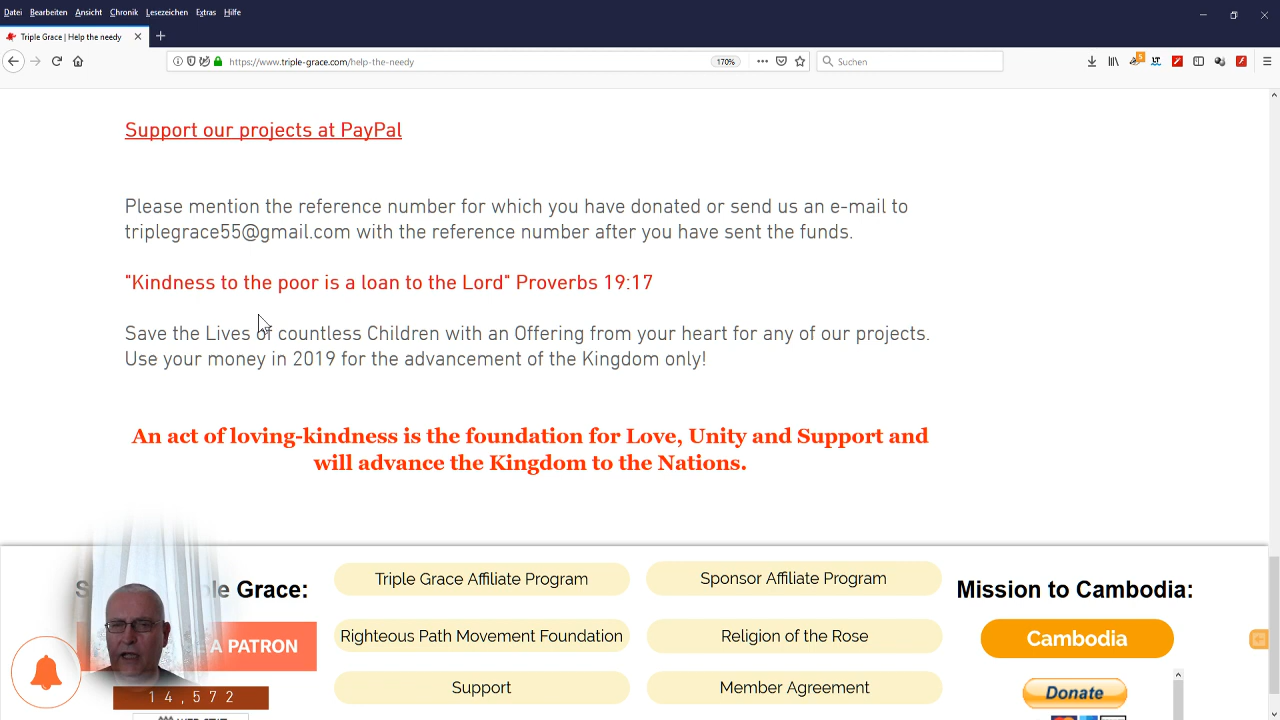 Datei Bearbeiten Ansicht Chronik Lesezeichen Extras Hilfe
Triple Grace | Help the needy
https://www.triple-grace.com/help-the-needy
170%
Suchen
Support our projects at PayPal
Please mention the reference number for which you have donated or send us an e-mail to
triplegrace55@gmail.com with the reference number after you have sent the funds.
"Kindness to the poor is a loan to the Lord" Proverbs 19:17
Save the Lives of countless Children with an Offering from your heart for any of our projects.
Use your money in 2019 for the advancement of the Kingdom only!
An act of loving-kindness is the foundation for Love, Unity and Support and
will advance the Kingdom to the Nations.
Grace:
Triple Grace Affiliate Program
Sponsor Affiliate Program
Mission to Cambodia:
A PATRON
Righteous Path Movement Foundation
Religion of the Rose
Cambodia
14,572
Support
Member Agreement
Donate